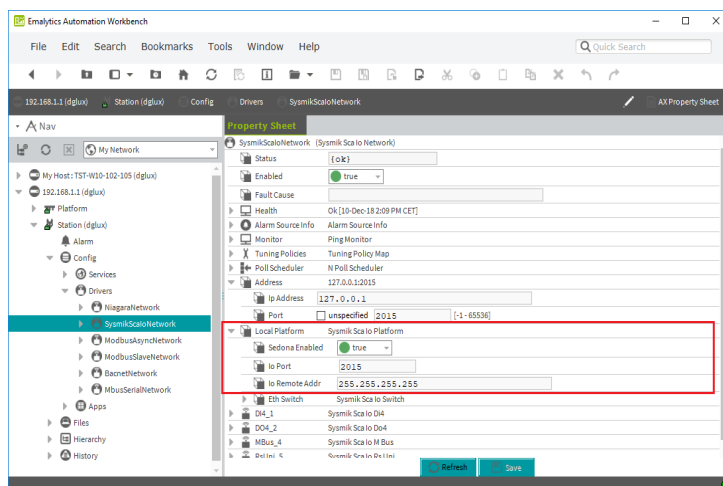 Emalytics Automation Workbench
File Edit Search Bookmarks Tools Window Help
Quick Search
192.168.1.1 (dglux) Station (dglux) Config Drivers SysmikScaIoNetwork AX Property Sheet
Nav
My Network
My Host : TST-W10-102-105 (dglux)
192.168.1.1 (dglux)
Platform
Station (dglux)
Alarm
Config
Services
Drivers
NiagaraNetwork
SysmikScaIoNetwork
ModbusAsyncNetwork
ModbusSlaveNetwork
BacnetNetwork
MbusSerialNetwork
Apps
Files
Hierarchy
History
Property Sheet
SysmikScaIoNetwork (Sysmik Sca Io Network)
Status {ok}
Enabled true
Fault Cause
Health Ok [10-Dec-18 2:09 PM CET]
Alarm Source Info Alarm Source Info
Monitor Ping Monitor
Tuning Policies Tuning Policy Map
Poll Scheduler N Poll Scheduler
Address 127.0.0.1:2015
Ip Address 127.0.0.1
Port unspecified 2015 [-1 - 65536]
Local Platform Sysmik Sca Io Platform
Sedona Enabled true
Io Port 2015
Io Remote Addr 255.255.255.255
Eth Switch Sysmik Sca Io Switch
DI4_1 Sysmik Sca Io Di4
DO4_2 Sysmik Sca Io Do4
MBus_4 Sysmik Sca Io M Bus
RsUni_5 Sysmik Sca Io Rs Uni
Refresh Save